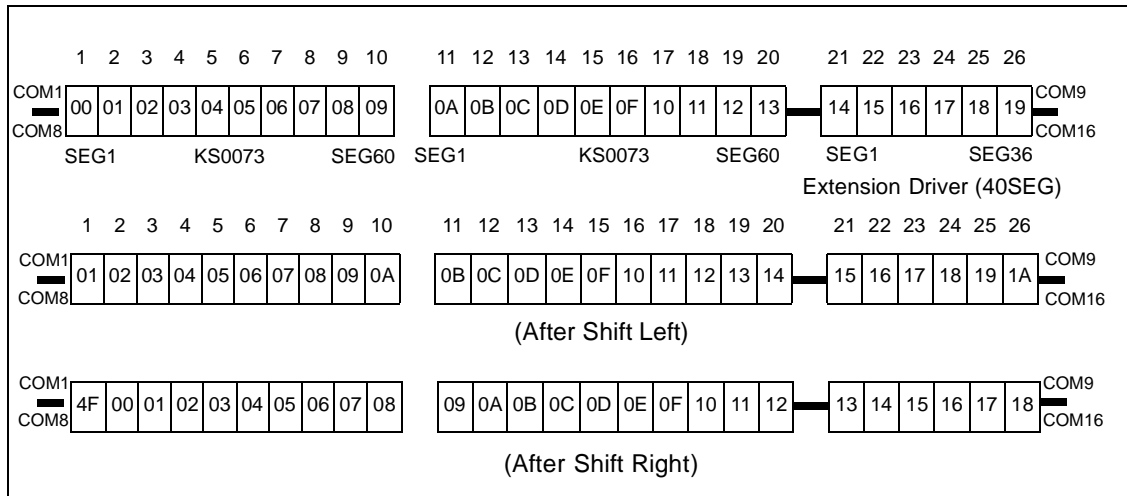 1 2 3 4 5 6 7 8 9 10 11 12 13 14 15 16 17 18 19 20 21 22 23 24 25 26
COM1 COM9
00 01 02 03 04 05 06 07 08 09 0A 0B 0C 0D 0E 0F 10 11 12 13 14 15 16 17 18 19
COM8 COM16
SEG1 KS0073 SEG60 SEG1 KS0073 SEG60 SEG1 SEG36
Extension Driver (40SEG)
1 2 3 4 5 6 7 8 9 10 11 12 13 14 15 16 17 18 19 20 21 22 23 24 25 26
COM1 COM9
01 02 03 04 05 06 07 08 09 0A 0B 0C 0D 0E 0F 10 11 12 13 14 15 16 17 18 19 1A
COM8 COM16
(After Shift Left)
COM1 COM9
4F 00 01 02 03 04 05 06 07 08 09 0A 0B 0C 0D 0E 0F 10 11 12 13 14 15 16 17 18
COM8 COM16
(After Shift Right)